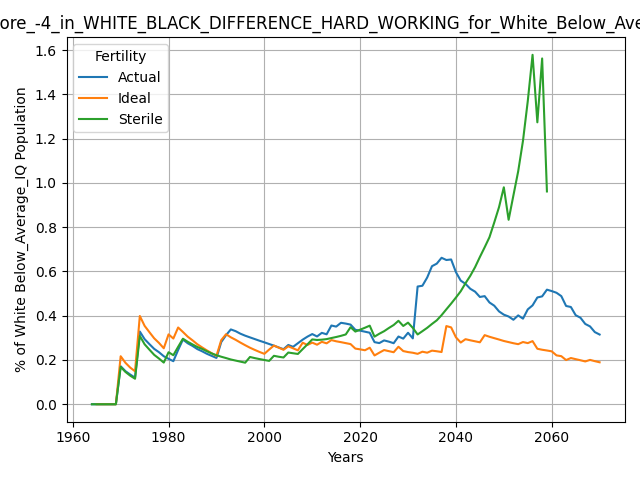 ore_-4_in_WHITE_BLACK_DIFFERENCE_HARD_WORKING_for_White_Below_Ave
Fertility
Actual
Ideal
Sterile
% of White Below_Average_IQ Population
1.6
1.4
1.2
1.0
0.8
0.6
0.4
0.2
0.0
1960 1980 2000 2020 2040 2060
Years